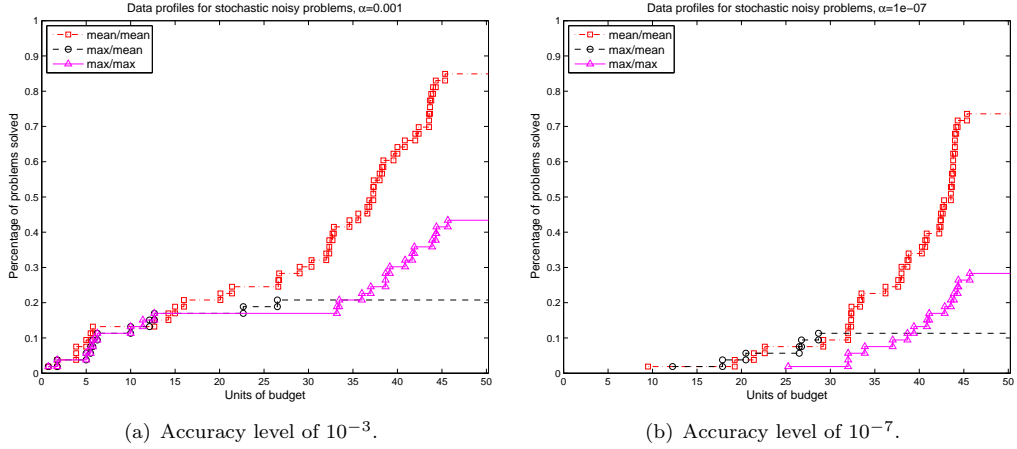 Data profiles for stochastic noisy problems, α=0.001
mean/mean
max/mean
max/max
Percentage of problems solved
1
0.9
0.8
0.7
0.6
0.5
0.4
0.3
0.2
0.1
0
0 5 10 15 20 25 30 35 40 45 50
Units of budget
(a) Accuracy level of 10⁻³.
Data profiles for stochastic noisy problems, α=1e−07
mean/mean
max/mean
max/max
Percentage of problems solved
1
0.9
0.8
0.7
0.6
0.5
0.4
0.3
0.2
0.1
0
0 5 10 15 20 25 30 35 40 45 50
Units of budget
(b) Accuracy level of 10⁻⁷.